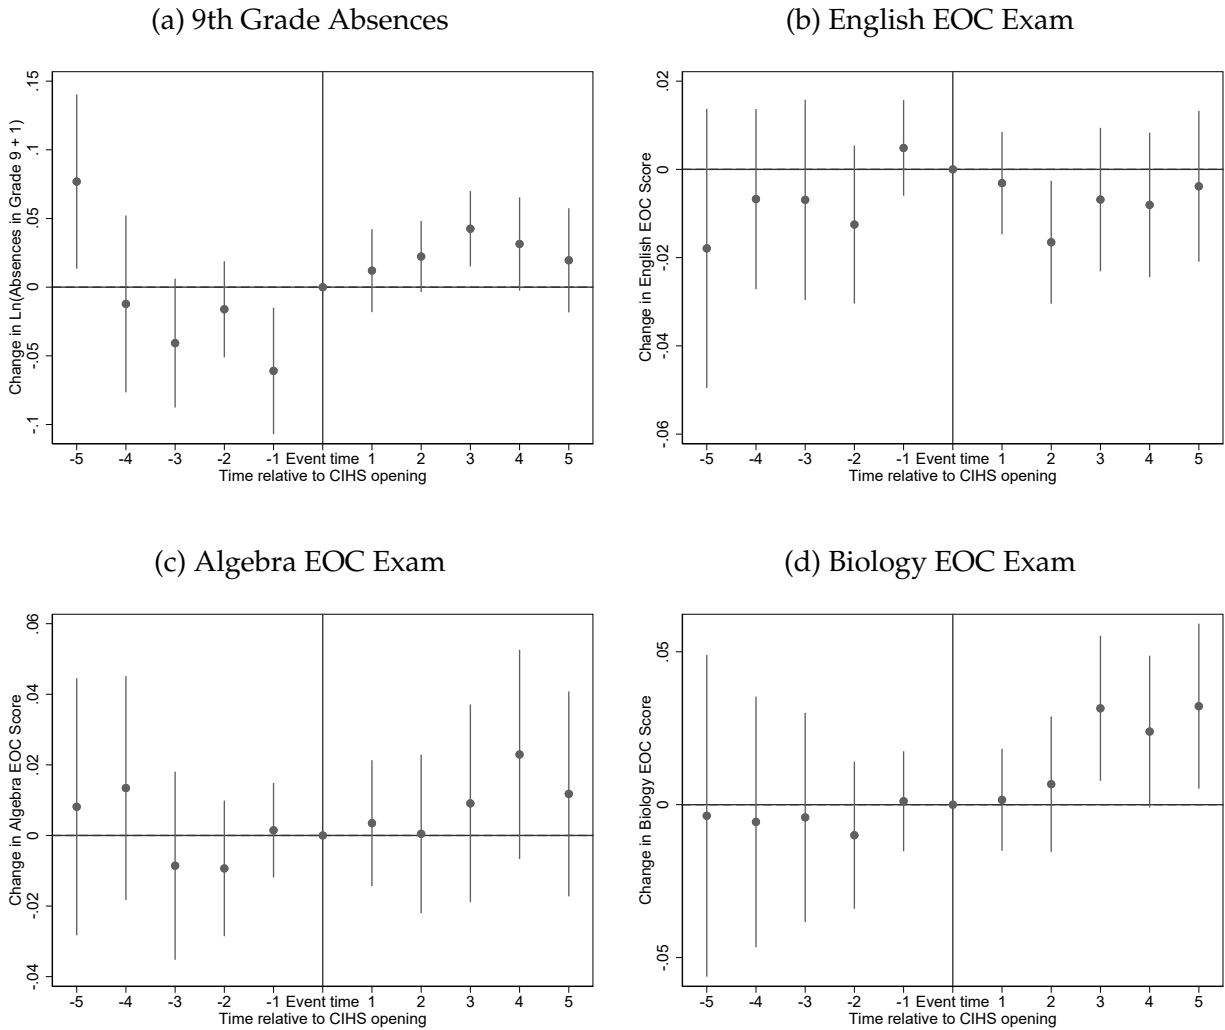 (a) 9th Grade Absences
Change in Ln(Absences in Grade 9 + 1)
.15
.1
.05
0
-.05
-.1
-5 -4 -3 -2 -1 Event time 1 2 3 4 5
Time relative to CIHS opening
(b) English EOC Exam
Change in English EOC Score
.02
0
-.02
-.04
-.06
-5 -4 -3 -2 -1 Event time 1 2 3 4 5
Time relative to CIHS opening
(c) Algebra EOC Exam
Change in Algebra EOC Score
.06
.04
.02
0
-.02
-.04
-5 -4 -3 -2 -1 Event time 1 2 3 4 5
Time relative to CIHS opening
(d) Biology EOC Exam
Change in Biology EOC Score
.05
0
-.05
-5 -4 -3 -2 -1 Event time 1 2 3 4 5
Time relative to CIHS opening